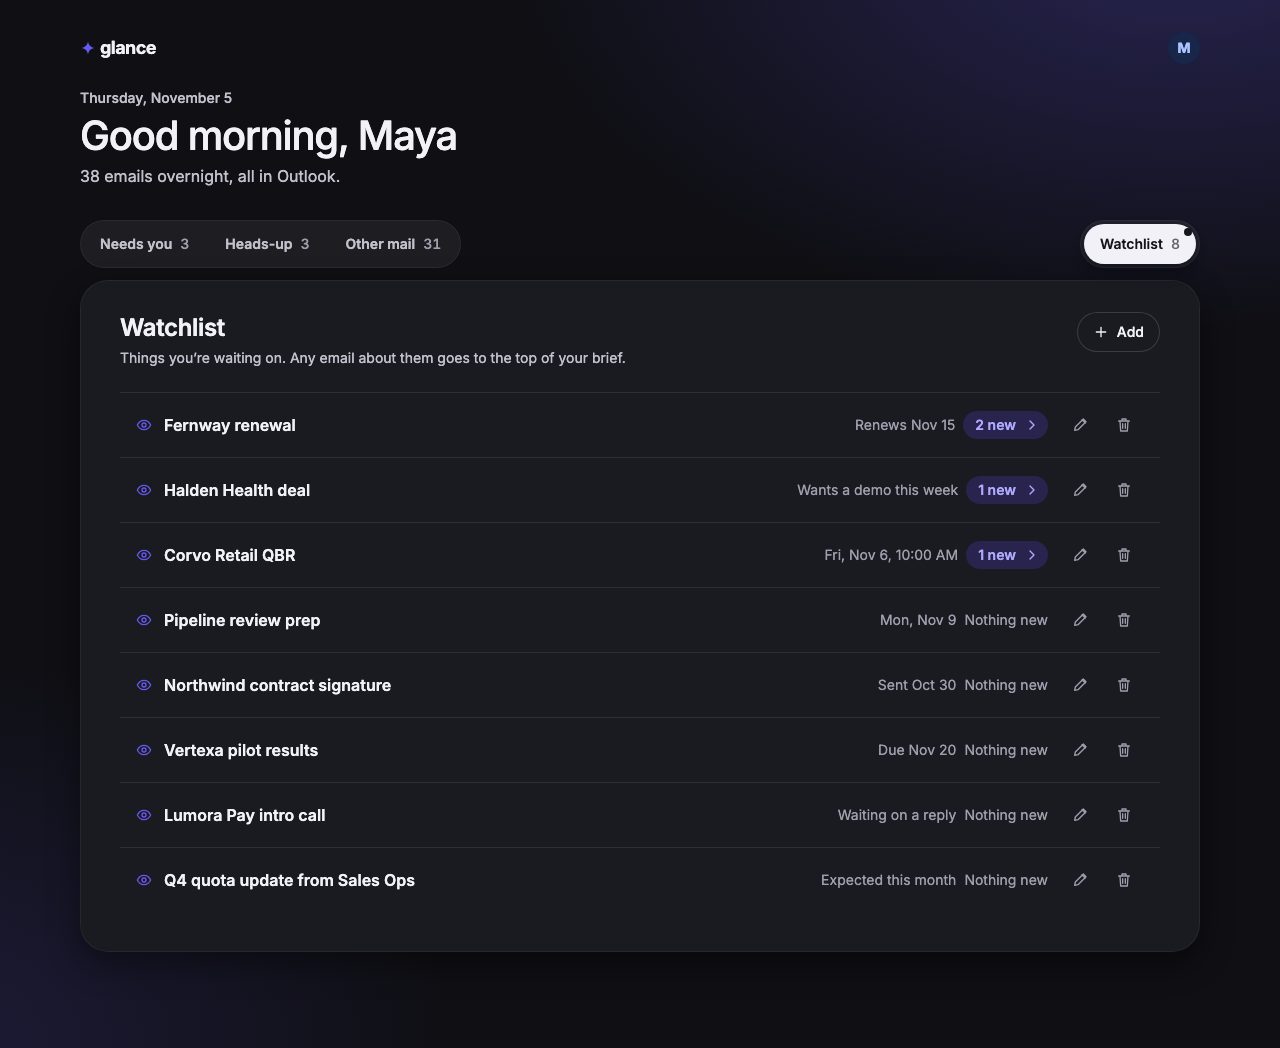 glance
M
Thursday, November 5
Good morning, Maya
38 emails overnight, all in Outlook.
Needs you 3 Heads-up 3 Other mail 31 Watchlist 8
Watchlist
+ Add
Things you’re waiting on. Any email about them goes to the top of your brief.
Fernway renewal Renews Nov 15 2 new
Halden Health deal Wants a demo this week 1 new
Corvo Retail QBR Fri, Nov 6, 10:00 AM 1 new
Pipeline review prep Mon, Nov 9 Nothing new
Northwind contract signature Sent Oct 30 Nothing new
Vertexa pilot results Due Nov 20 Nothing new
Lumora Pay intro call Waiting on a reply Nothing new
Q4 quota update from Sales Ops Expected this month Nothing new